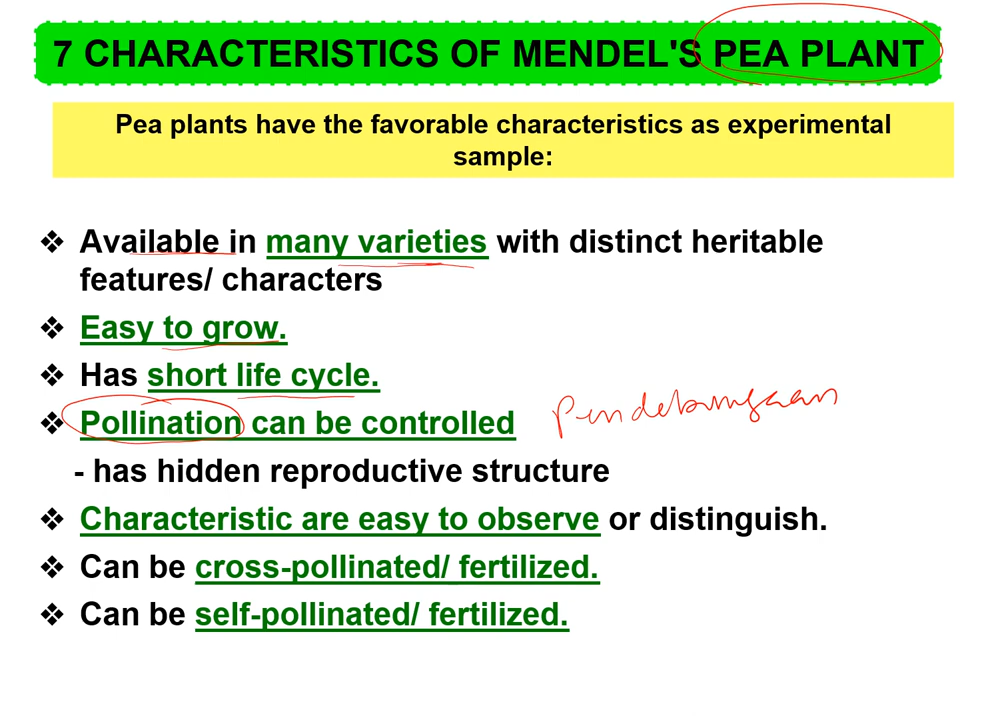 7 CHARACTERISTICS OF MENDEL'S PEA PLANT
Pea plants have the favorable characteristics as experimental
sample:
❖ Available in many varieties with distinct heritable
features/ characters
❖ Easy to grow.
❖ Has short life cycle.
❖ Pollination can be controlled
Pendebungaan
- has hidden reproductive structure
❖ Characteristic are easy to observe or distinguish.
❖ Can be cross-pollinated/ fertilized.
❖ Can be self-pollinated/ fertilized.